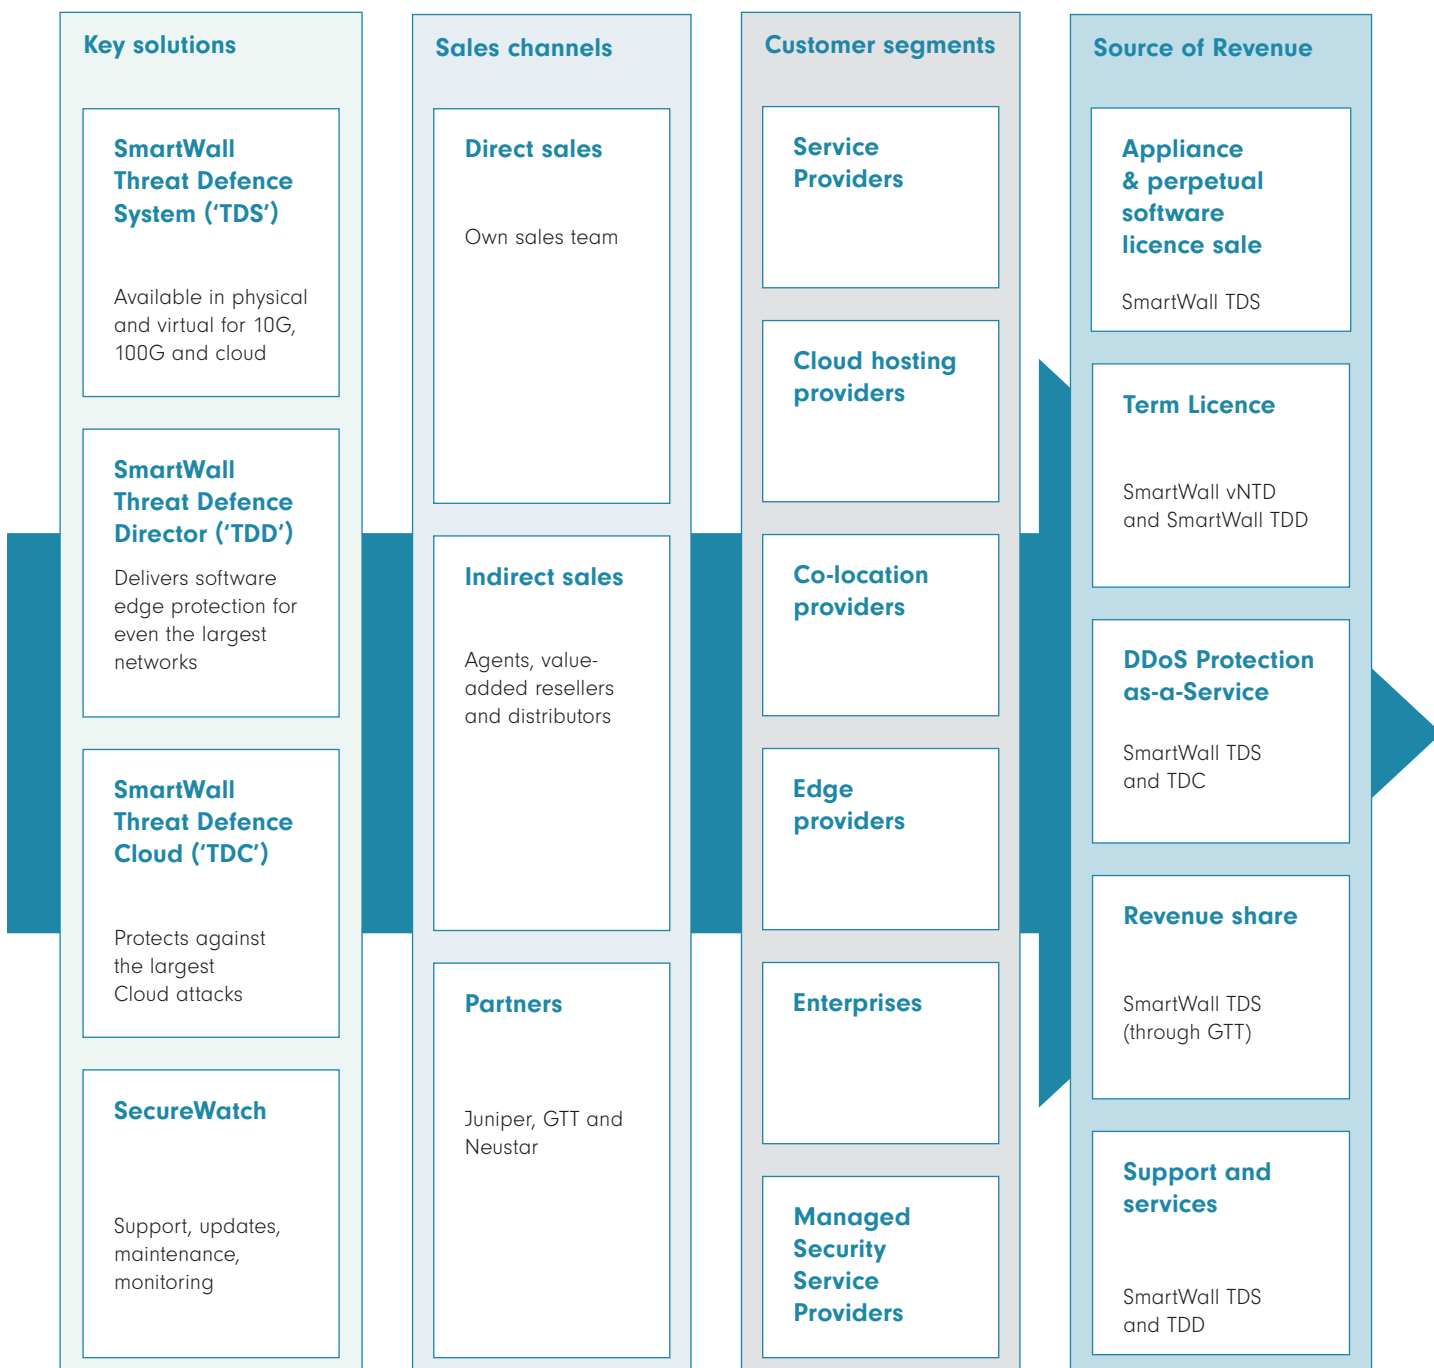 Key solutions
SmartWall
Threat Defence
System (‘TDS’)
Available in physical
and virtual for 10G,
100G and cloud
SmartWall
Threat Defence
Director (‘TDD’)
Delivers software
edge protection for
even the largest
networks
SmartWall
Threat Defence
Cloud (‘TDC’)
Protects against
the largest
Cloud attacks
SecureWatch
Support, updates,
maintenance,
monitoring
Sales channels
Direct sales
Own sales team
Indirect sales
Agents, value-
added resellers
and distributors
Partners
Juniper, GTT and
Neustar
Customer segments
Service
Providers
Cloud hosting
providers
Co-location
providers
Edge
providers
Enterprises
Managed
Security
Service
Providers
Source of Revenue
Appliance
& perpetual
software
licence sale
SmartWall TDS
Term Licence
SmartWall vNTD
and SmartWall TDD
DDoS Protection
as-a-Service
SmartWall TDS
and TDC
Revenue share
SmartWall TDS
(through GTT)
Support and
services
SmartWall TDS
and TDD